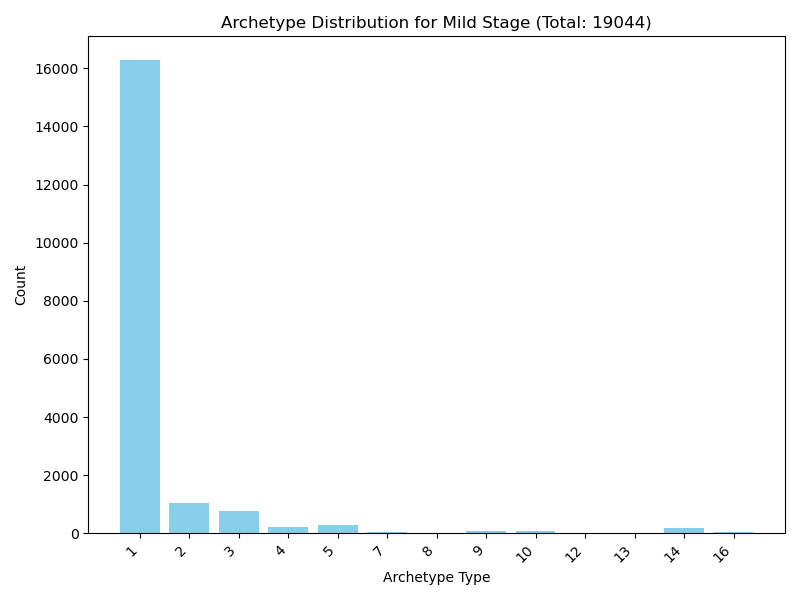 Archetype Distribution for Mild Stage (Total: 19044)
16000
14000
12000
10000
8000
6000
4000
2000
0
Count
1 2 3 4 5 7 8 9 10 12 13 14 16
Archetype Type